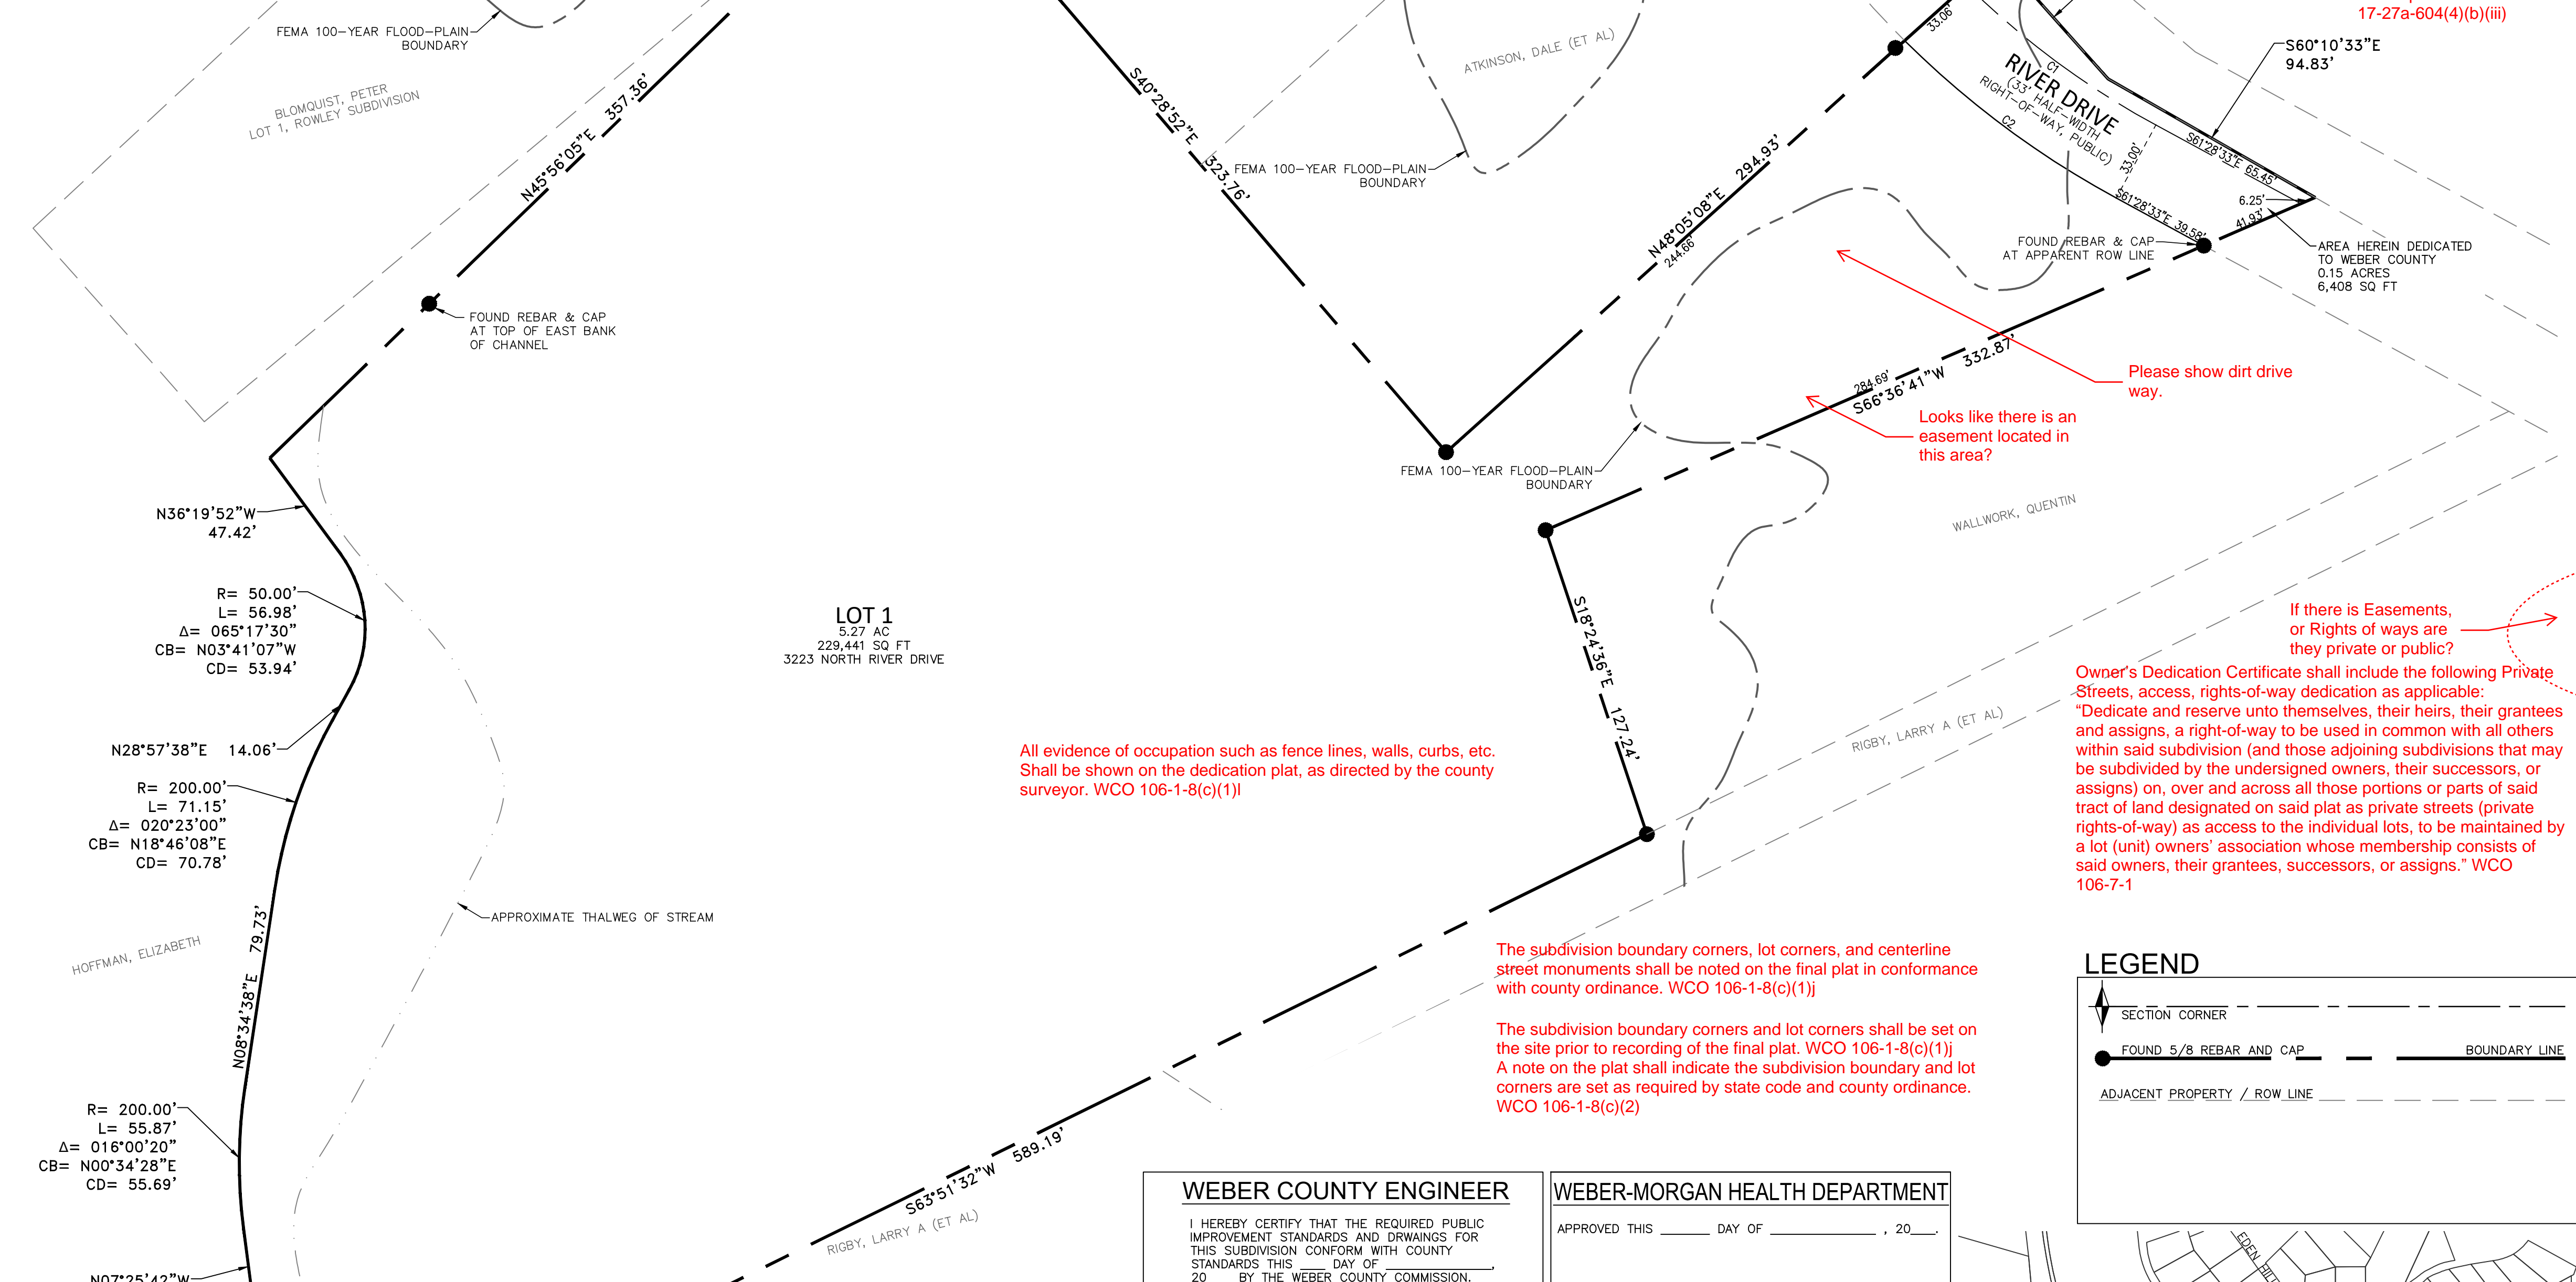 17-27a-604(4)(b)(iii)
FEMA 100-YEAR FLOOD-PLAIN
BOUNDARY
BLOMQUIST, PETER
LOT 1, ROWLEY SUBDIVISION
N45°56'05"E 357.36'
S40°28'52"E 323.76'
ATKINSON, DALE (ET AL)
FEMA 100-YEAR FLOOD-PLAIN
BOUNDARY
33.06'
C1
RIVER DRIVE
(33' HALF-WIDTH
RIGHT-OF-WAY, PUBLIC)
C2
33.00'
S60°10'33"E
94.83'
S61°28'33"E 65.45'
S61°28'33"E 39.58'
6.25'
41.93'
N48°05'08"E 294.93'
244.66'
FOUND REBAR & CAP
AT APPARENT ROW LINE
AREA HEREIN DEDICATED
TO WEBER COUNTY
0.15 ACRES
6,408 SQ FT
FOUND REBAR & CAP
AT TOP OF EAST BANK
OF CHANNEL
284.69'
S66°36'41"W 332.87'
Please show dirt drive
way.
Looks like there is an
easement located in
this area?
FEMA 100-YEAR FLOOD-PLAIN
BOUNDARY
WALLWORK, QUENTIN
N36°19'52"W
47.42'
R= 50.00'
L= 56.98'
Δ= 065°17'30"
CB= N03°41'07"W
CD= 53.94'
LOT 1
5.27 AC
229,441 SQ FT
3223 NORTH RIVER DRIVE
S18°24'36"E 127.24'
If there is Easements,
or Rights of ways are
they private or public?
Owner's Dedication Certificate shall include the following Private
Streets, access, rights-of-way dedication as applicable:
“Dedicate and reserve unto themselves, their heirs, their grantees
and assigns, a right-of-way to be used in common with all others
within said subdivision (and those adjoining subdivisions that may
be subdivided by the undersigned owners, their successors, or
assigns) on, over and across all those portions or parts of said
tract of land designated on said plat as private streets (private
rights-of-way) as access to the individual lots, to be maintained by
a lot (unit) owners’ association whose membership consists of
said owners, their grantees, successors, or assigns.” WCO
106-7-1
RIGBY, LARRY A (ET AL)
N28°57'38"E 14.06'
All evidence of occupation such as fence lines, walls, curbs, etc.
Shall be shown on the dedication plat, as directed by the county
surveyor. WCO 106-1-8(c)(1)l
R= 200.00'
L= 71.15'
Δ= 020°23'00"
CB= N18°46'08"E
CD= 70.78'
APPROXIMATE THALWEG OF STREAM
HOFFMAN, ELIZABETH
N08°34'38"E 79.73'
The subdivision boundary corners, lot corners, and centerline
street monuments shall be noted on the final plat in conformance
with county ordinance. WCO 106-1-8(c)(1)j
The subdivision boundary corners and lot corners shall be set on
the site prior to recording of the final plat. WCO 106-1-8(c)(1)j
A note on the plat shall indicate the subdivision boundary and lot
corners are set as required by state code and county ordinance.
WCO 106-1-8(c)(2)
LEGEND
SECTION CORNER
FOUND 5/8 REBAR AND CAP
BOUNDARY LINE
ADJACENT PROPERTY / ROW LINE
R= 200.00'
L= 55.87'
Δ= 016°00'20"
CB= N00°34'28"E
CD= 55.69'
S63°51'32"W 589.19'
RIGBY, LARRY A (ET AL)
N07°25'42"W
WEBER COUNTY ENGINEER
I HEREBY CERTIFY THAT THE REQUIRED PUBLIC
IMPROVEMENT STANDARDS AND DRWAINGS FOR
THIS SUBDIVISION CONFORM WITH COUNTY
STANDARDS THIS ____ DAY OF ________________,
20___ BY THE WEBER COUNTY COMMISSION.
WEBER-MORGAN HEALTH DEPARTMENT
APPROVED THIS ________ DAY OF ________________ , 20____.
EDEN